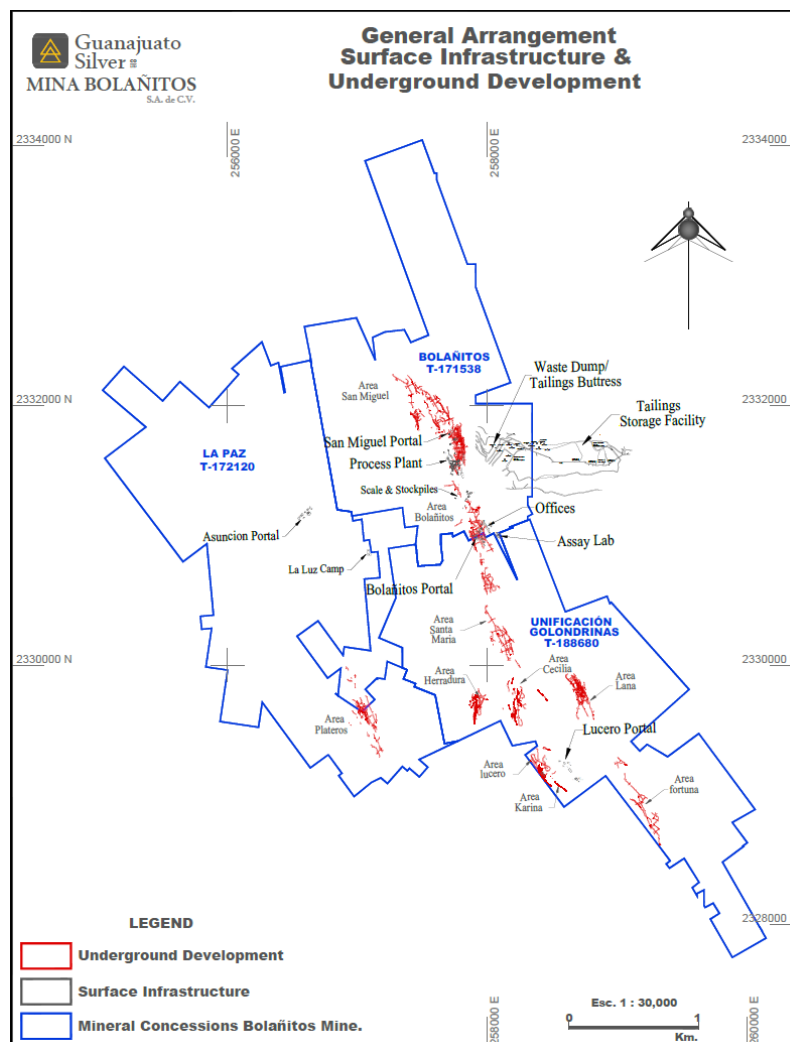 Guanajuato
Silver
MINA BOLAÑITOS
S.A. de C.V.
General Arrangement
Surface Infrastructure &
Underground Development
2334000 N
256000 E
258000 E
2334000 N
BOLAÑITOS
T-171538
Waste Dump/
Tailings Buttress
Area
San Miguel
2332000 N
2332000 N
Tailings
Storage Facility
San Miguel Portal
LA PAZ
T-172120
Process Plant
Scale & Stockpiles
Area
Bolañitos
Offices
Asuncion Portal
Assay Lab
La Luz Camp
Bolañitos Portal
Area
Santa
Maria
UNIFICACIÓN
GOLONDRINAS
T-188680
2330000 N
2330000 N
Area
Herradura
Area
Cecilia
Area
Lana
Area
Plateros
Lucero Portal
Area
lucero
Area
Karina
Area
fortuna
2328000 N
LEGEND
Underground Development
Surface Infrastructure
Mineral Concessions Bolañitos Mine.
258000 E
Esc. 1 : 30,000
0 1
Km.
260000 E